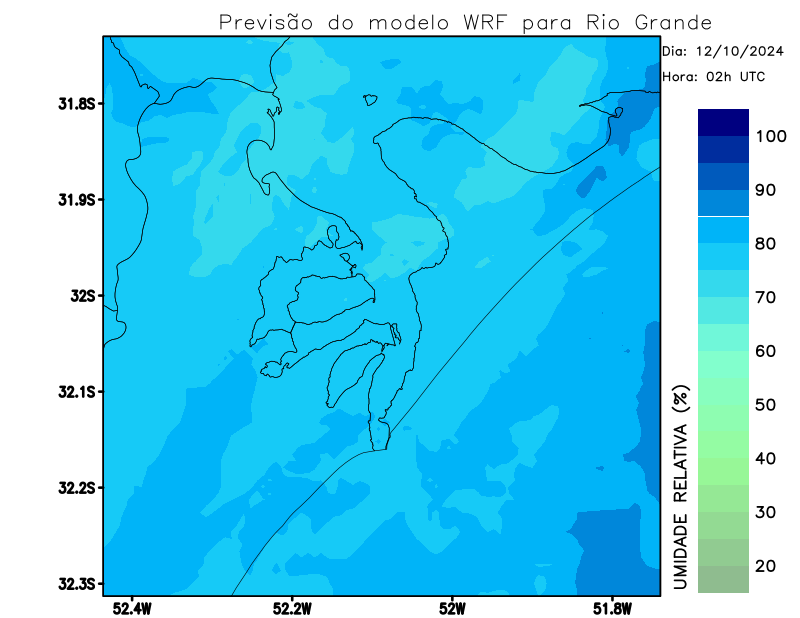 Previsão do modelo WRF para Rio Grande
Dia: 12/10/2024
Hora: 02h UTC
31.8S
31.9S
32S
32.1S
32.2S
32.3S
52.4W
52.2W
52W
51.8W
100
90
80
70
60
50
40
30
20
UMIDADE RELATIVA (%)